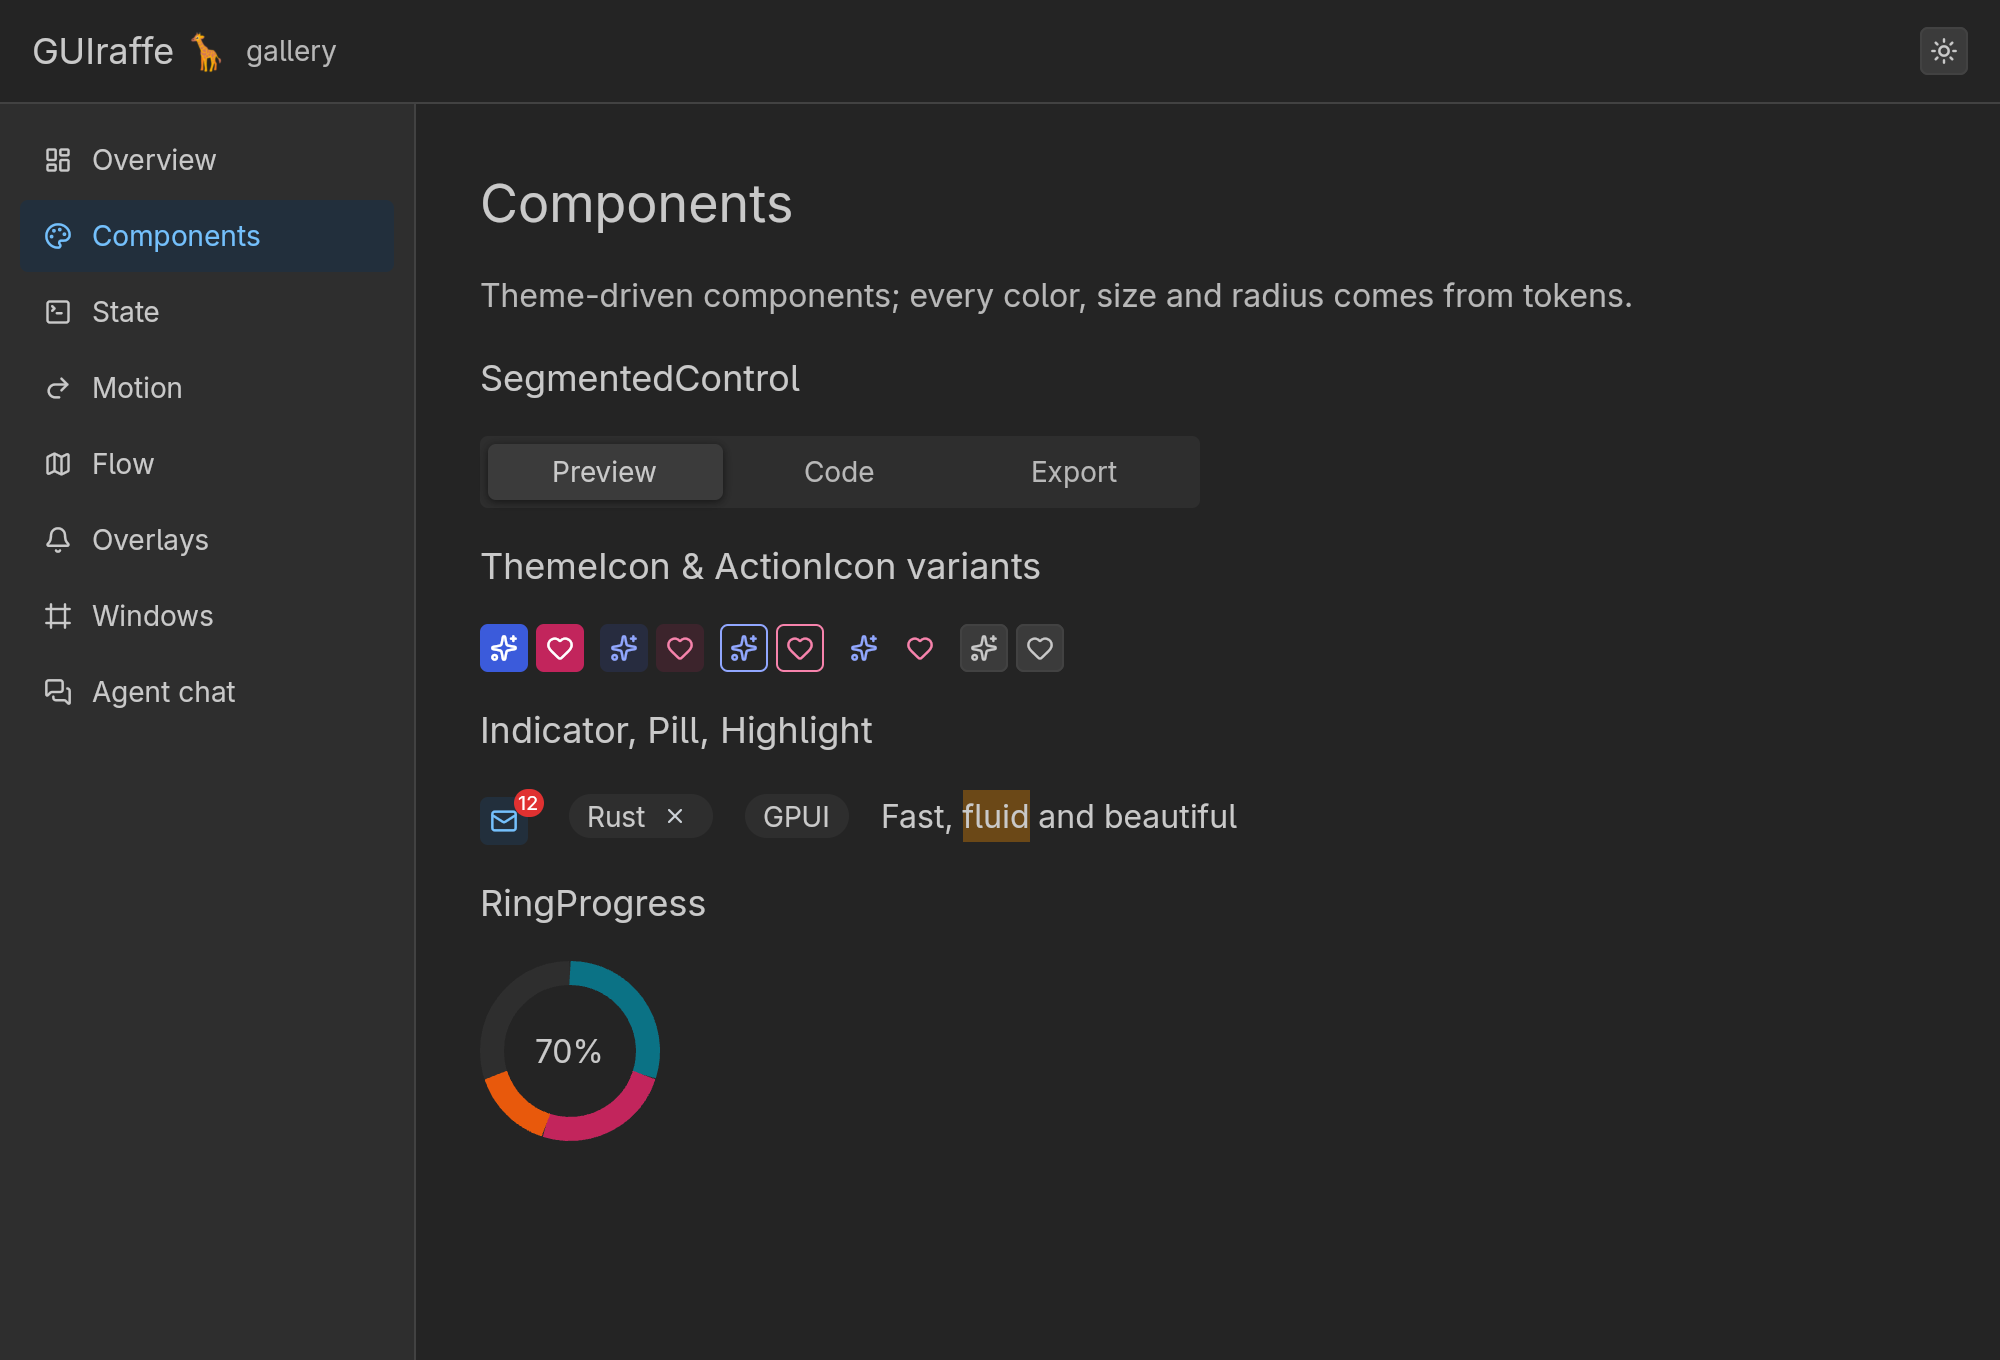 GUIraffe 🦒 gallery
Overview
Components
State
Motion
Flow
Overlays
Windows
Agent chat
Components
Theme-driven components; every color, size and radius comes from tokens.
SegmentedControl
Preview Code Export
ThemeIcon & ActionIcon variants
Indicator, Pill, Highlight
12 Rust GPUI Fast, fluid and beautiful
RingProgress
70%